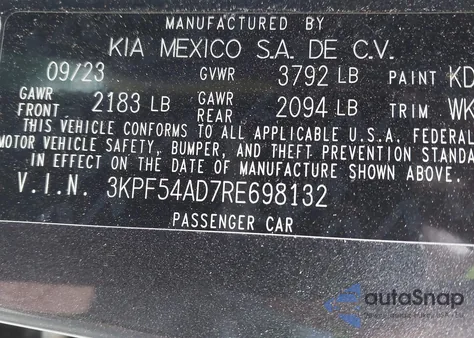 MANUFACTURED BY
KIA MEXICO S.A. DE C.V.
09/23 GVWR 3792 LB PAINT KD
GAWR FRONT 2183 LB GAWR REAR 2094 LB TRIM WK
THIS VEHICLE CONFORMS TO ALL APPLICABLE U.S.A. FEDERAL
MOTOR VEHICLE SAFETY, BUMPER, AND THEFT PREVENTION STANDA
IN EFFECT ON THE DATE OF MANUFACTURE SHOWN ABOVE.
V.I.N. 3KPF54AD7RE698132
PASSENGER CAR
autoSnap